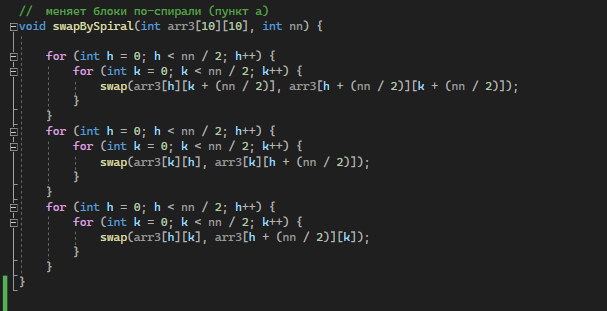 //  меняет блоки по-спирали (пункт а)
void swapBySpiral(int arr3[10][10], int nn) {
    for (int h = 0; h < nn / 2; h++) {
        for (int k = 0; k < nn / 2; k++) {
            swap(arr3[h][k + (nn / 2)], arr3[h + (nn / 2)][k + (nn / 2)]);
        }
    }
    for (int h = 0; h < nn / 2; h++) {
        for (int k = 0; k < nn / 2; k++) {
            swap(arr3[k][h], arr3[k][h + (nn / 2)]);
        }
    }
    for (int h = 0; h < nn / 2; h++) {
        for (int k = 0; k < nn / 2; k++) {
            swap(arr3[h][k], arr3[h + (nn / 2)][k]);
        }
    }
}